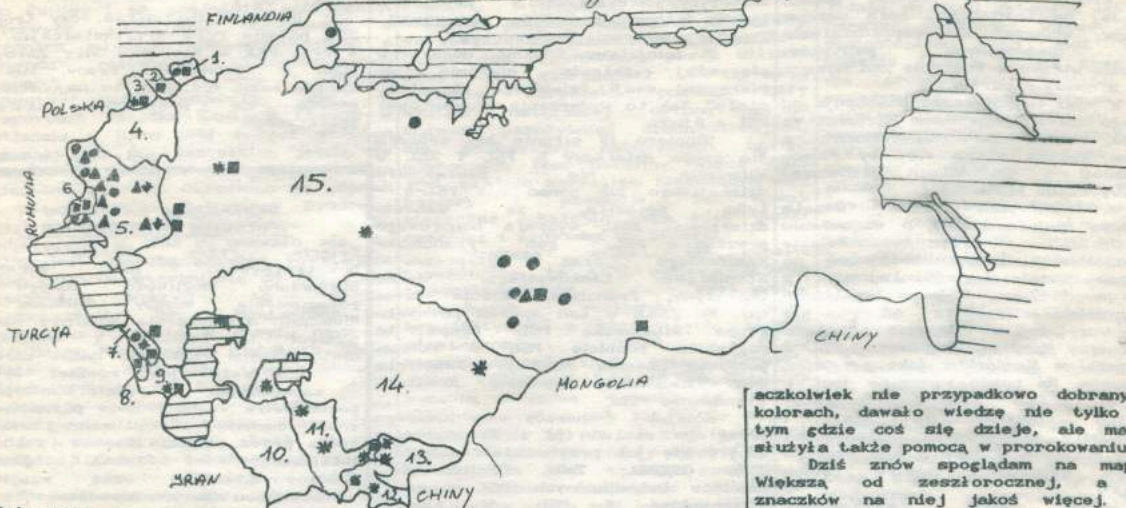 FINLANDIA
1.
2.
3.
POLSKA
4.
15.
RUMUNIA
6.
5.
TURCJA
7.
8.
9.
CHINY
14.
MONGOLIA
11.
10.
13.
12.
IRAN
CHINY
aczkolwiek nie przypadkowo dobrany
kolorach, dawało wiedzę nie tylko
tym gdzie coś się dzieje, ale ma
służyła także pomocą w prorokowaniu
Dziś znów spoglądam na map
Większą od zeszłorocznej, a
znaczków na niej jakoś więcej.